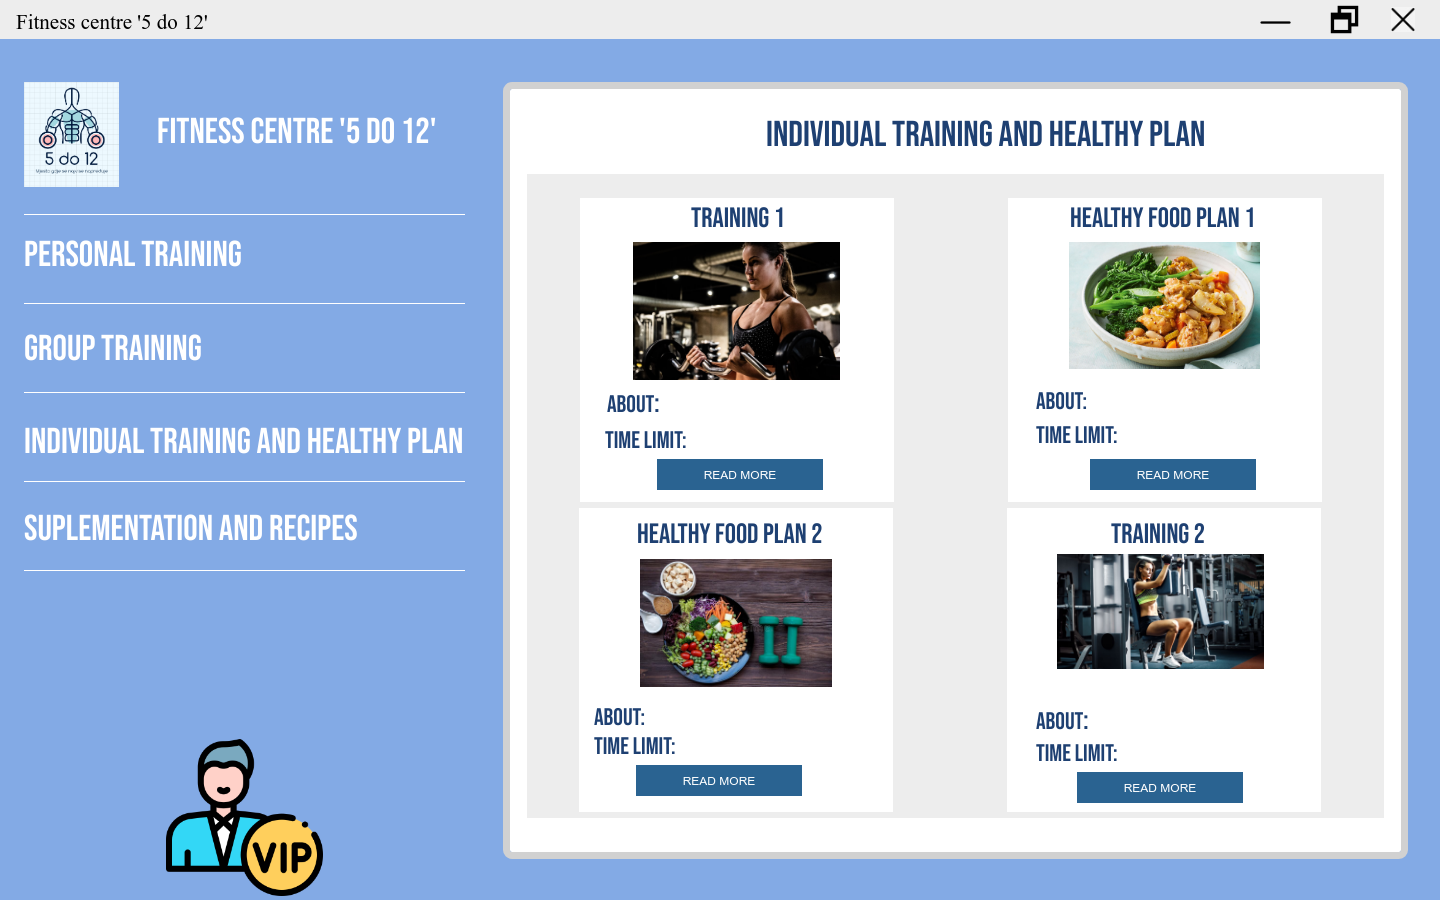 Fitness centre '5 do 12'
5 do 12
FITNESS CENTRE '5 DO 12'
PERSONAL TRAINING
GROUP TRAINING
INDIVIDUAL TRAINING AND HEALTHY PLAN
SUPLEMENTATION AND RECIPES
VIP
INDIVIDUAL TRAINING AND HEALTHY PLAN
TRAINING 1
ABOUT:
TIME LIMIT:
READ MORE
HEALTHY FOOD PLAN 1
ABOUT:
TIME LIMIT:
READ MORE
HEALTHY FOOD PLAN 2
ABOUT:
TIME LIMIT:
READ MORE
TRAINING 2
ABOUT:
TIME LIMIT:
READ MORE